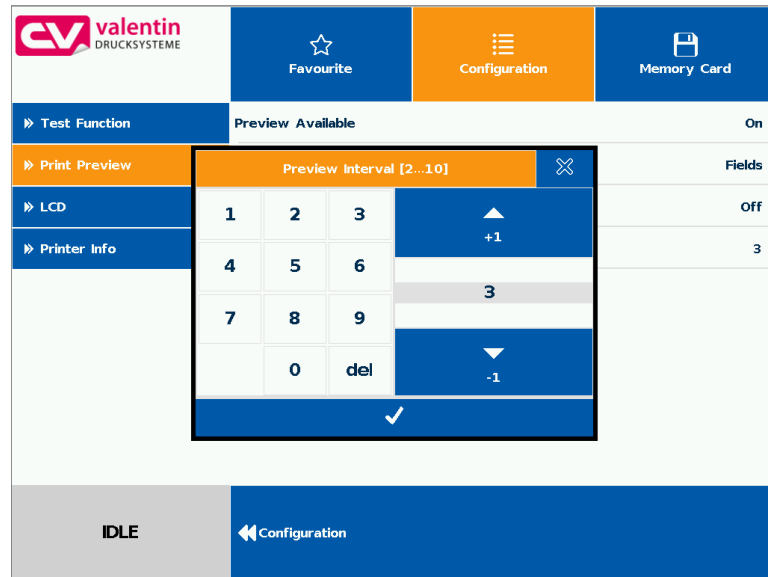 CV valentin
DRUCKSYSTEME
Favourite
Configuration
Memory Card
Test Function
Preview Available
On
Print Preview
Preview Interval [2...10]
Fields
LCD
Off
Printer Info
3
1 2 3
+1
4 5 6
3
7 8 9
0 del
-1
IDLE
Configuration